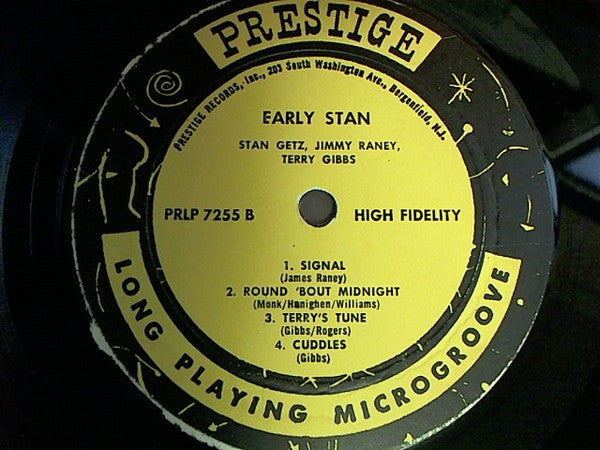 PRESTIGE
PRESTIGE RECORDS, Inc., 203 South Washington Ave., Bergenfield, N.J.
EARLY STAN
STAN GETZ, JIMMY RANEY,
TERRY GIBBS
PRLP 7255 B
HIGH FIDELITY
1. SIGNAL
(James Raney)
2. ROUND 'BOUT MIDNIGHT
(Monk/Hanighen/Williams)
3. TERRY'S TUNE
(Gibbs/Rogers)
4. CUDDLES
(Gibbs)
LONG PLAYING MICROGROOVE